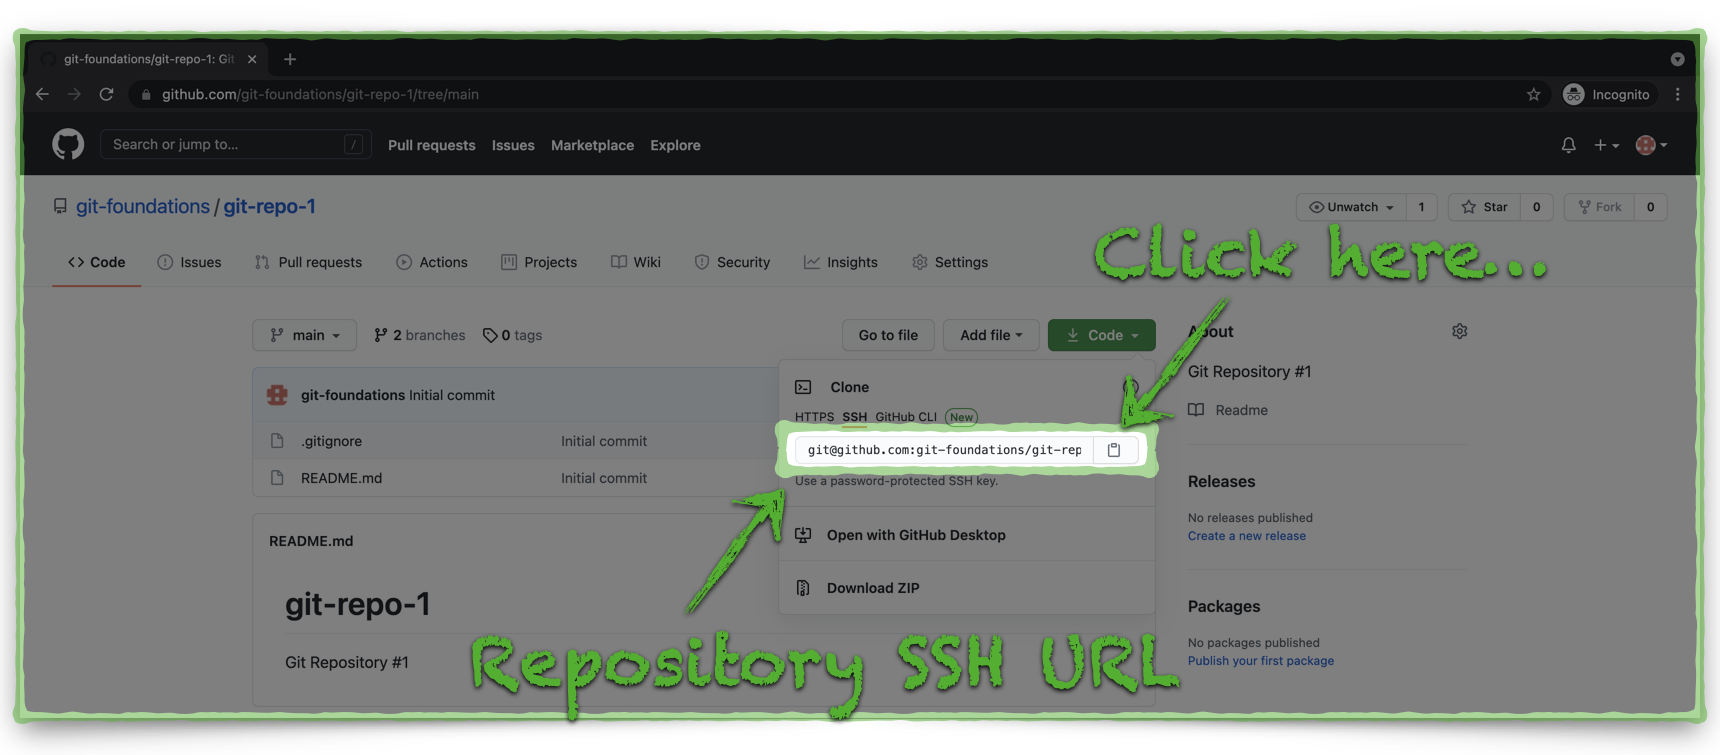 git-foundations/git-repo-1: Git
github.com/git-foundations/git-repo-1/tree/main
Incognito
Search or jump to... /
Pull requests Issues Marketplace Explore
git-foundations / git-repo-1
Unwatch 1 Star 0 Fork 0
Code Issues Pull requests Actions Projects Wiki Security Insights Settings
Click here...
main 2 branches 0 tags
Go to file Add file Code
About
Git Repository #1
Readme
git-foundations Initial commit
.gitignore Initial commit
README.md Initial commit
Clone
HTTPS SSH GitHub CLI New
git@github.com:git-foundations/git-rep
Use a password-protected SSH key.
Open with GitHub Desktop
Download ZIP
Releases
No releases published
Create a new release
README.md
git-repo-1
Git Repository #1
Repository SSH URL
Packages
No packages published
Publish your first package